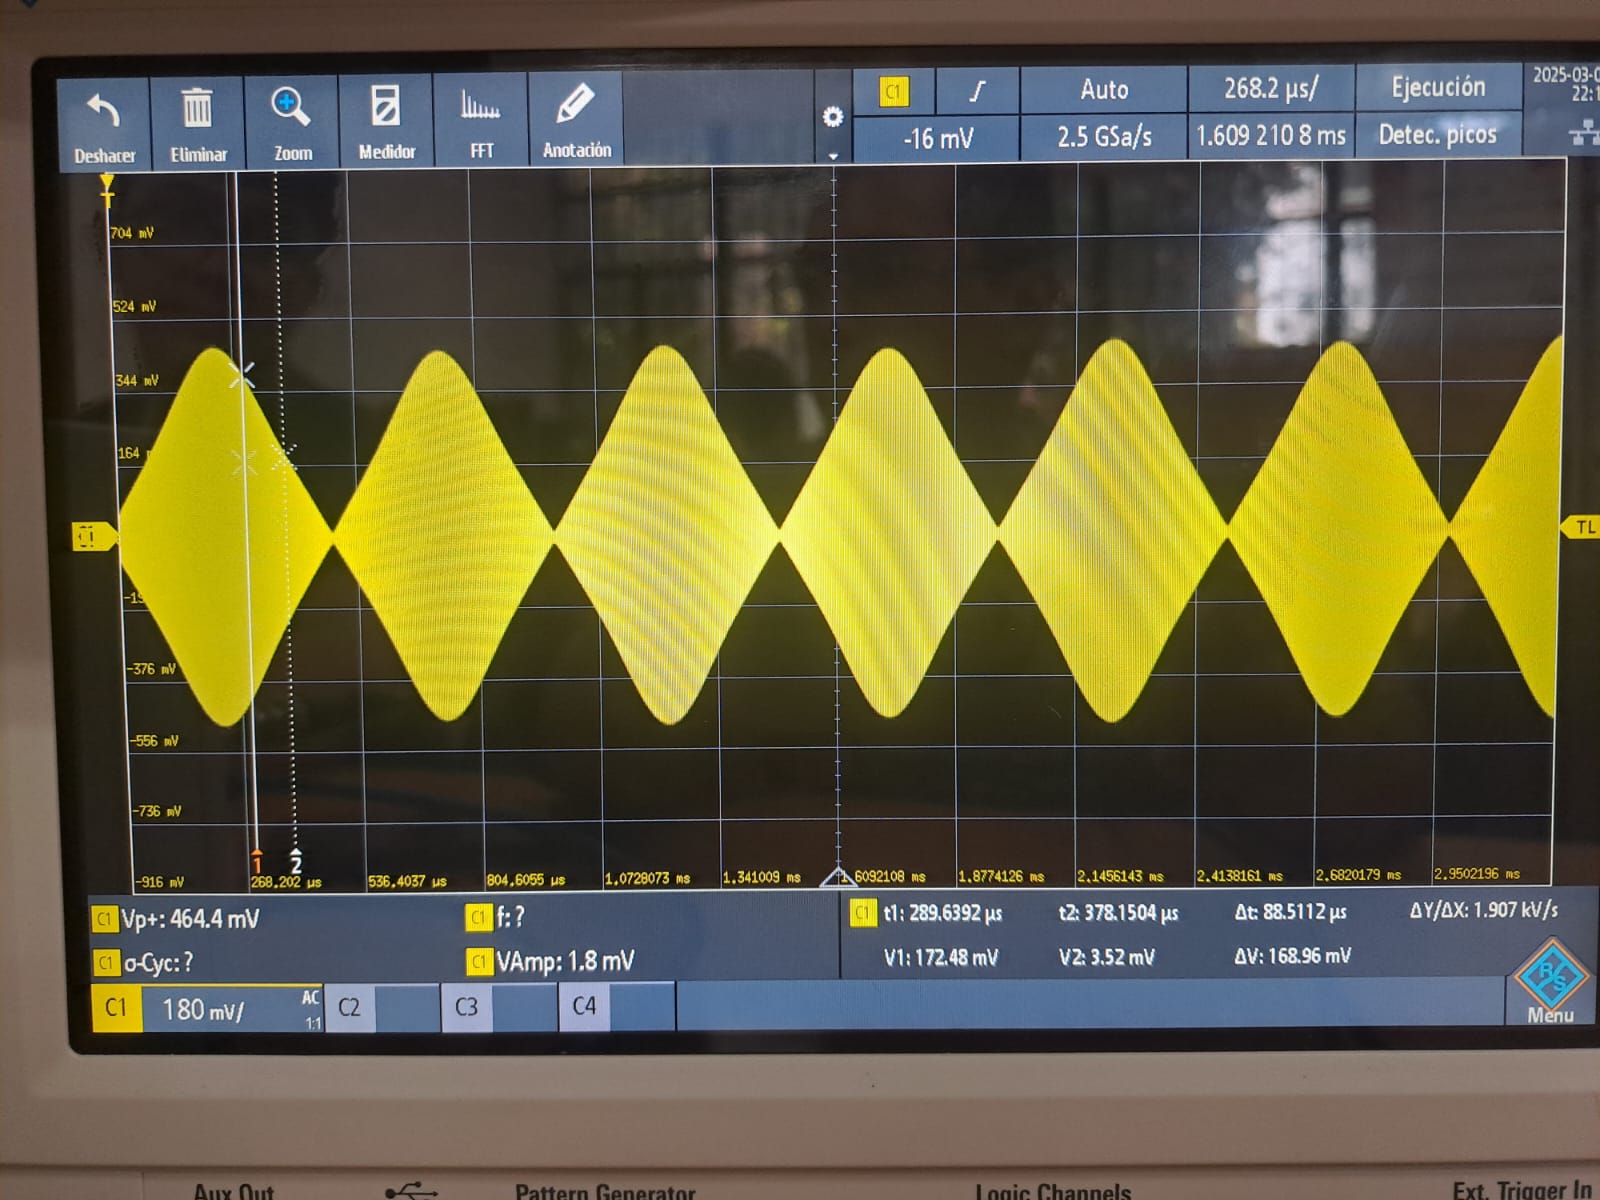 C1
Auto
268.2 µs/
Ejecución
2025-03-0
22:1
-16 mV
2.5 GSa/s
1.609 210 8 ms
Detec. picos
Deshacer
Eliminar
Zoom
Medidor
FFT
Anotación
T
704 mV
524 mV
344 mV
164
C1
TL
-19
-376 mV
-556 mV
-736 mV
1
2
-916 mV
268.202 µs
536.4037 µs
804.6055 µs
1.0728073 ms
1.341009 ms
1.6092108 ms
1.8774126 ms
2.1456143 ms
2.4138161 ms
2.6820179 ms
2.9502196 ms
C1 Vp+: 464.4 mV
C1 f: ?
C1 t1: 289.6392 µs
t2: 378.1504 µs
Δt: 88.5112 µs
ΔY/ΔX: 1.907 kV/s
C1 σ-Cyc: ?
C1 VAmp: 1.8 mV
V1: 172.48 mV
V2: 3.52 mV
ΔV: 168.96 mV
R/S
Menú
C1
180 mV/
AC
1:1
C2
C3
C4
Aux Out
Pattern Generator
Logic Channels
Ext. Trigger In